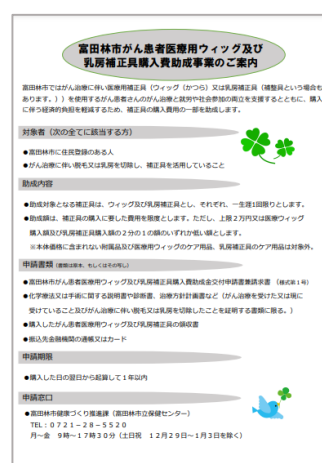 富田林市がん患者医療用ウィッグ及び
乳房補正具購入費助成事業のご案内
富田林市ではがん治療に伴い医療用補正具（ウィッグ（かつら）又は乳房補正具（補整具という場合も
あります。））を使用するがん患者さんのがん治療と就労や社会参加の両立を支援するとともに、購入
に伴う経済的負担を軽減するため、補正具の購入費用の一部を助成します。
対象者（次の全てに該当する方）
●富田林市に住民登録のある人
●がん治療に伴い脱毛又は乳房を切除し、補正具を活用していること
助成内容
●助成対象となる補正具は、ウィッグ及び乳房補正具とし、それぞれ、一生涯1回限りとします。
●助成額は、補正具の購入に要した費用を限度とします。ただし、上限２万円又は医療ウィッグ
購入額及び乳房補正具購入額の２分の１の額のいずれか低い額とします。
※本体価格に含まれない附属品及び医療用ウィッグのケア用品、乳房補正具のケア用品は対象外。
申請書類（書類は原本、もしくはその写し）
●富田林市がん患者医療用ウィッグ及び乳房補正具購入費助成金交付申請書兼請求書（様式第１号）
●化学療法又は手術に関する説明書や診断書、治療方針計画書など（がん治療を受けた又は現に
受けていること及びがん治療に伴い脱毛又は乳房を切除したことを証明する書類に限る。）
●購入したがん患者医療用ウィッグ及び乳房補正具の領収書
●振込先金融機関の通帳又はカード
申請期限
●購入した日の翌日から起算して１年以内
申請窓口
●富田林市健康づくり推進課（富田林市立保健センター）
TEL：０７２１－２８－５５２０
月～金　９時～１７時３０分（土日祝　１２月２９日～１月３日を除く）